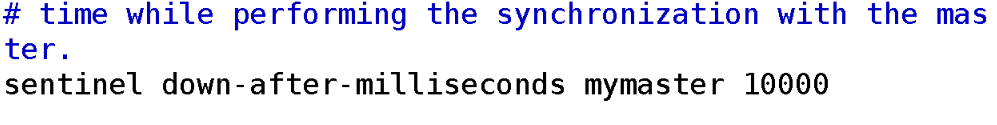 # time while performing the synchronization with the mas
ter.
sentinel down-after-milliseconds mymaster 10000